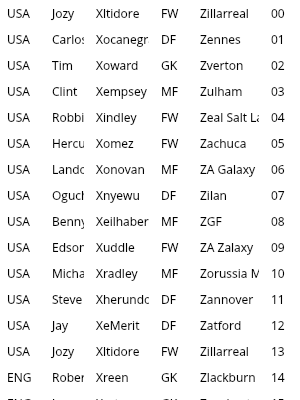 USA Jozy Xltidore FW Zillarreal 00
USA Carlos Xocanegr DF Zennes 01
USA Tim Xoward GK Zverton 02
USA Clint Xempsey MF Zulham 03
USA Robbi Xindley FW Zeal Salt La 04
USA Hercu Xomez FW Zachuca 05
USA Lando Xonovan MF ZA Galaxy 06
USA Oguch Xnyewu DF Zilan 07
USA Benny Xeilhaber MF ZGF 08
USA Edson Xuddle FW ZA Zalaxy 09
USA Micha Xradley MF Zorussia M 10
USA Steve Xherundo DF Zannover 11
USA Jay XeMerit DF Zatford 12
USA Jozy Xltidore FW Zillarreal 13
ENG Rober Xreen GK Zlackburn 14